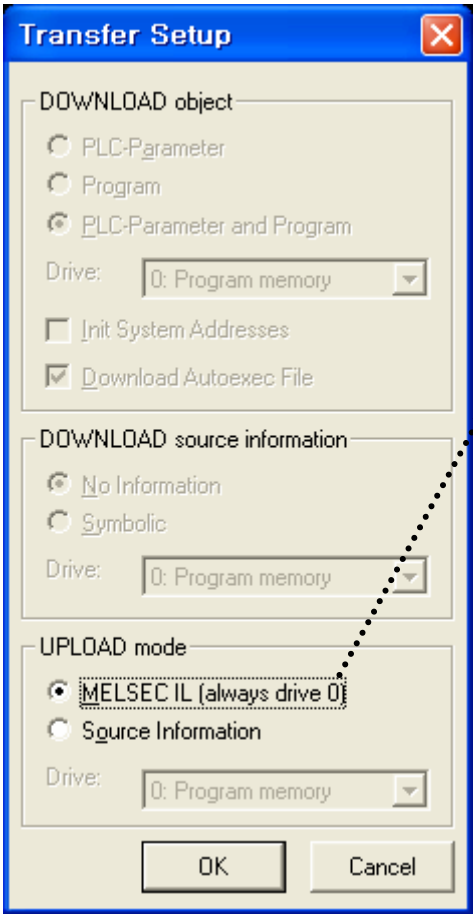 Transfer Setup
DOWNLOAD object
PLC-Parameter
Program
PLC-Parameter and Program
Drive: 0: Program memory
Init System Addresses
Download Autoexec File
DOWNLOAD source information
No Information
Symbolic
Drive: 0: Program memory
UPLOAD mode
MELSEC IL (always drive 0)
Source Information
Drive: 0: Program memory
OK Cancel